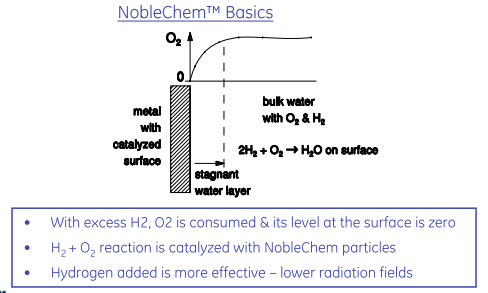 NobleChem™ Basics
O₂
0
metal
with
catalyzed
surface
bulk water
with O₂ & H₂
2H₂ + O₂ → H₂O on surface
stagnant
water layer
• With excess H2, O2 is consumed & its level at the surface is zero
• H₂ + O₂ reaction is catalyzed with NobleChem particles
• Hydrogen added is more effective – lower radiation fields